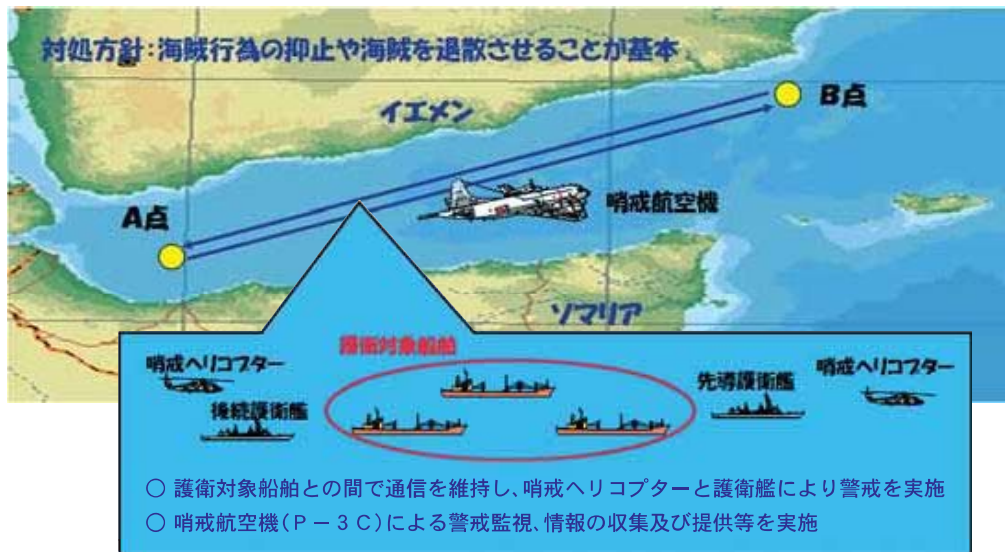 対処方針:海賊行為の抑止や海賊を退散させることが基本
イエメン
B点
A点
哨戒航空機
ソマリア
護衛対象船舶
哨戒ヘリコプター
先導護衛艦
哨戒ヘリコプター
後続護衛艦
○ 護衛対象船舶との間で通信を維持し、哨戒ヘリコプターと護衛艦により警戒を実施
○ 哨戒航空機(P-3C)による警戒監視、情報の収集及び提供等を実施